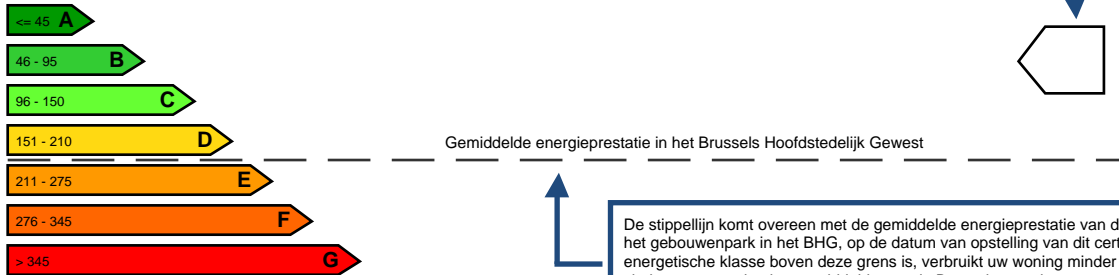 <= 45 A
46 - 95 B
96 - 150 C
151 - 210 D
Gemiddelde energieprestatie in het Brussels Hoofdstedelijk Gewest
211 - 275 E
276 - 345 F
> 345 G
De stippellijn komt overeen met de gemiddelde energieprestatie van
het gebouwenpark in het BHG, op de datum van opstelling van dit
energetische klasse boven deze grens is, verbruikt uw woning minder